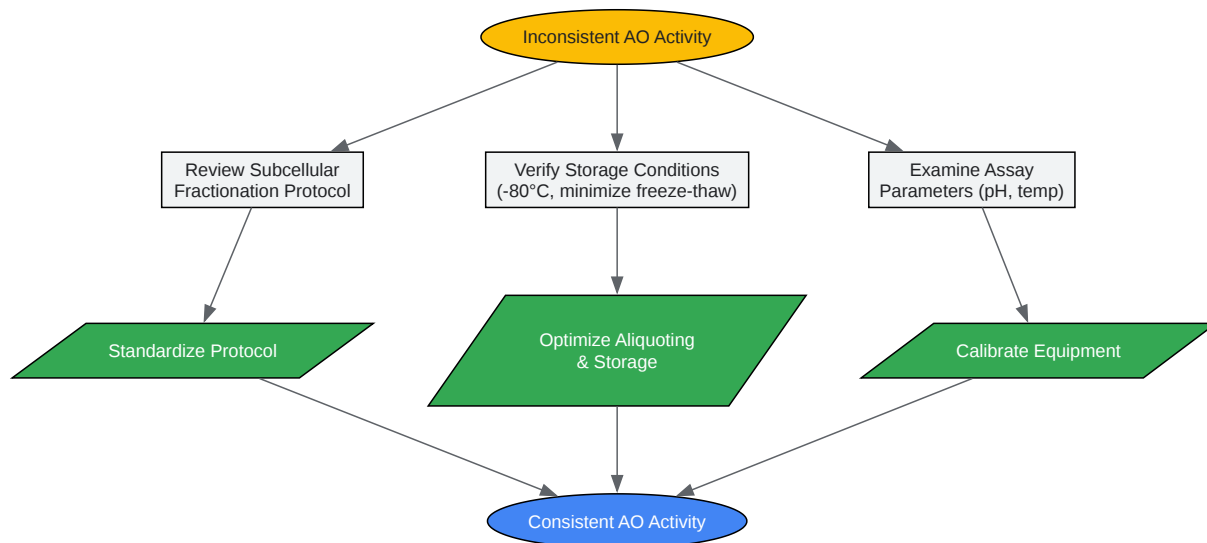 Inconsistent AO Activity
Review Subcellular
Fractionation Protocol
Verify Storage Conditions
(-80°C, minimize freeze-thaw)
Examine Assay
Parameters (pH, temp)
Standardize Protocol
Optimize Aliquoting
& Storage
Calibrate Equipment
Consistent AO Activity